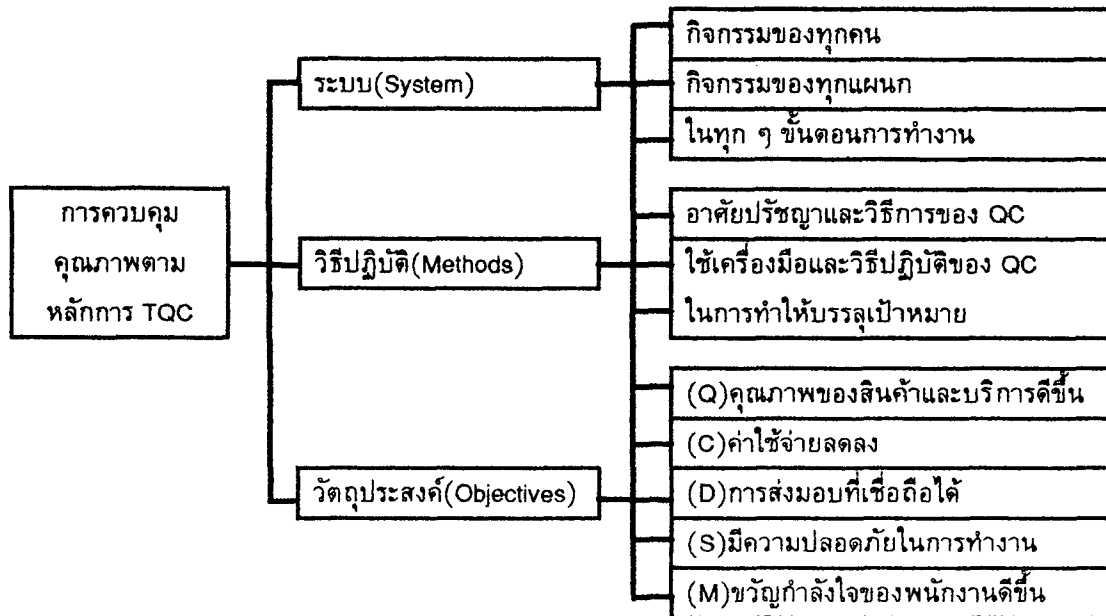 การควบคุม
คุณภาพตาม
หลักการ TQC
ระบบ(System)
กิจกรรมของทุกคน
กิจกรรมของทุกแผนก
ในทุก ๆ ขั้นตอนการทำงาน
วิธีปฏิบัติ(Methods)
อาศัยปรัชญาและวิธีการของ QC
ใช้เครื่องมือและวิธีปฏิบัติของ QC
ในการทำให้บรรลุเป้าหมาย
วัตถุประสงค์(Objectives)
(Q)คุณภาพของสินค้าและบริการดีขึ้น
(C)ค่าใช้จ่ายลดลง
(D)การส่งมอบที่เชื่อถือได้
(S)มีความปลอดภัยในการทำงาน
(M)ขวัญกำลังใจของพนักงานดีขึ้น